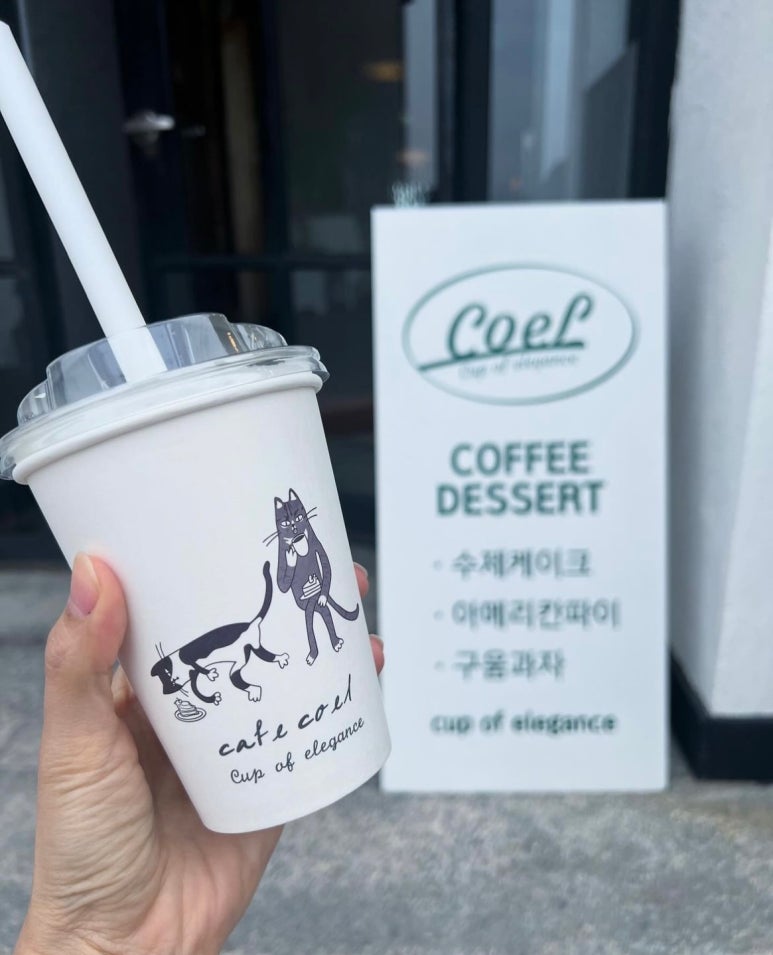 cafe coel
Cup of elegance
Coel
Cup of elegance
COFFEE
DESSERT
· 수제케이크
· 아메리칸파이
· 구움과자
cup of elegance